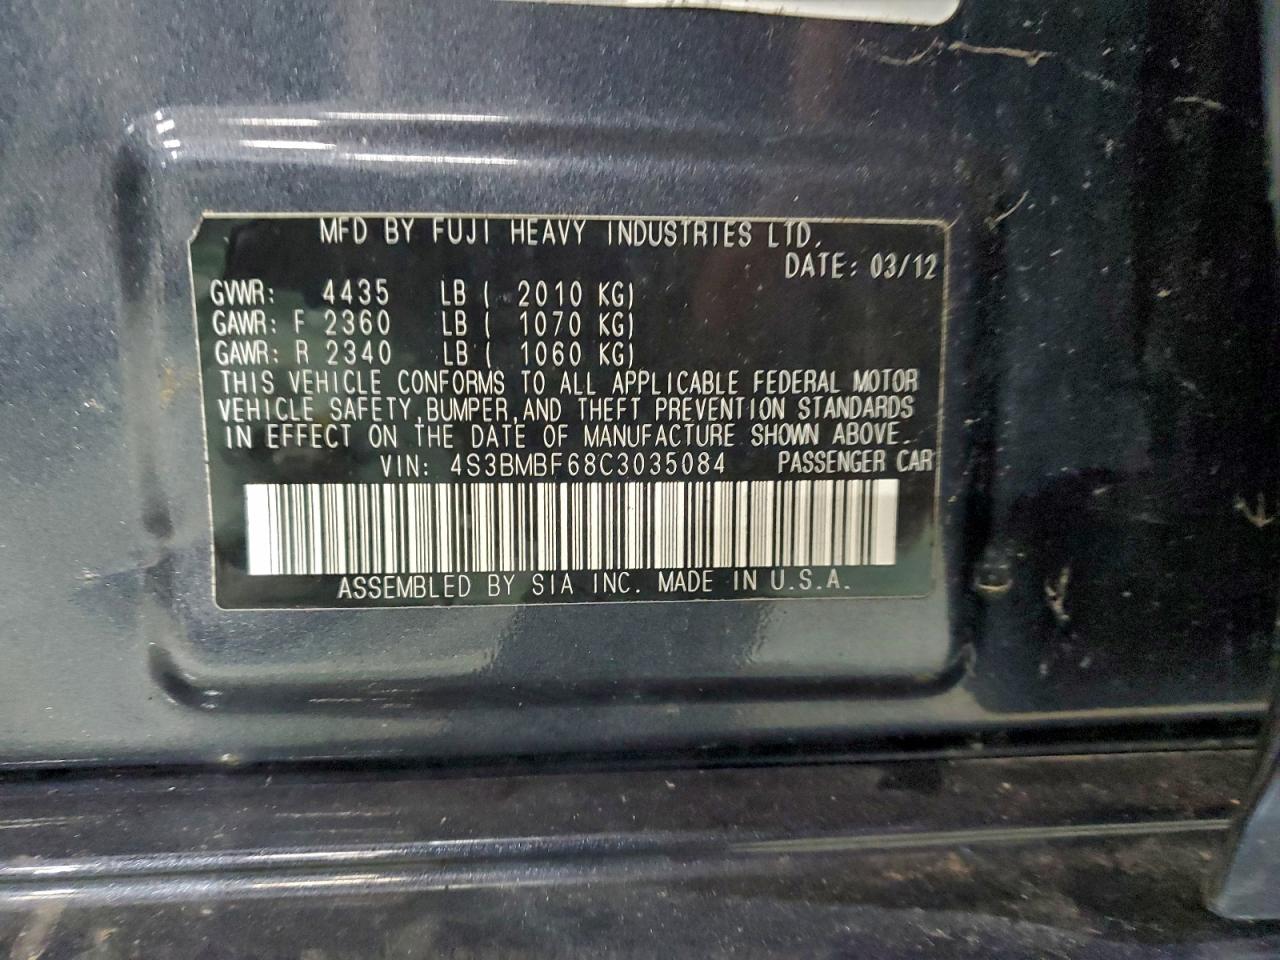 MFD BY FUJI HEAVY INDUSTRIES LTD.
DATE: 03/12
GVWR: 4435 LB ( 2010 KG)
GAWR: F 2360 LB ( 1070 KG)
GAWR: R 2340 LB ( 1060 KG)
THIS VEHICLE CONFORMS TO ALL APPLICABLE FEDERAL MOTOR
VEHICLE SAFETY,BUMPER,AND THEFT PREVENTION STANDARDS
IN EFFECT ON THE DATE OF MANUFACTURE SHOWN ABOVE.
VIN: 4S3BMBF68C3035084 PASSENGER CAR
ASSEMBLED BY SIA INC. MADE IN U.S.A.